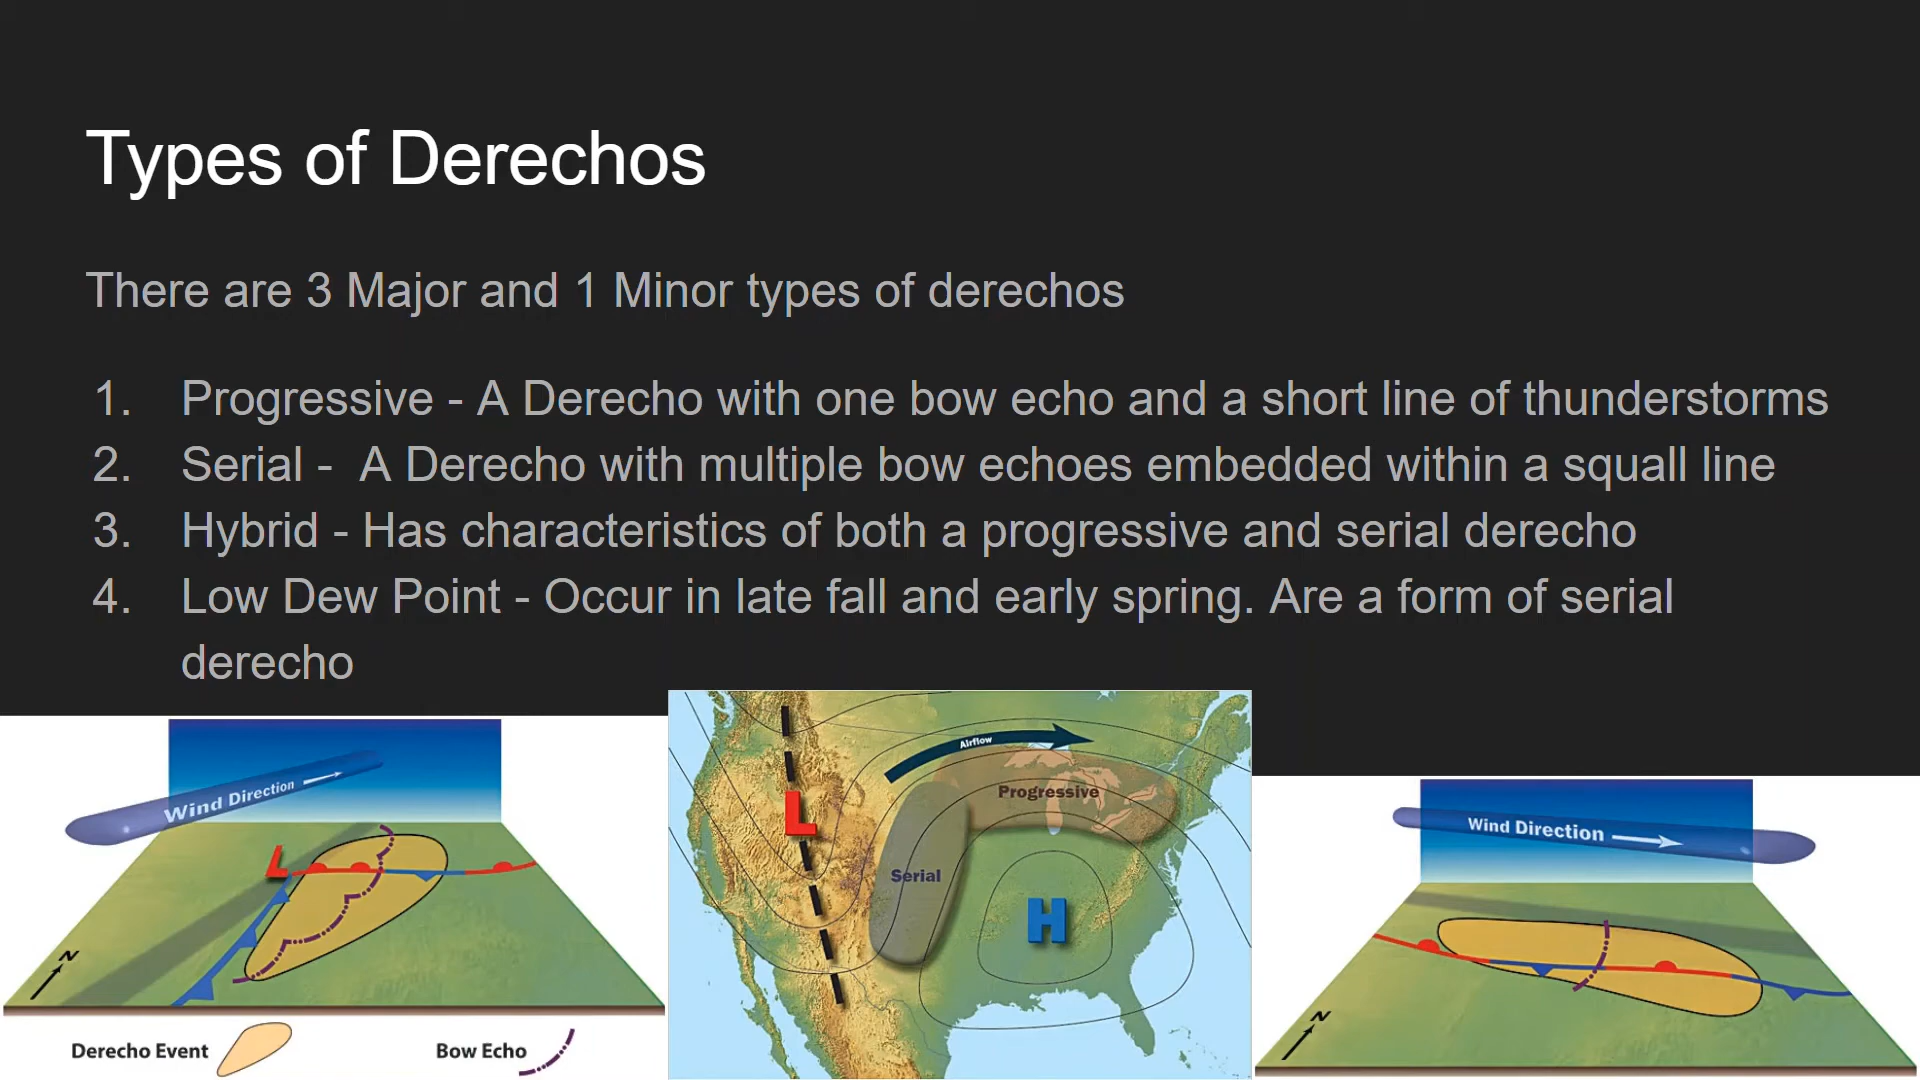 Types of Derechos
There are 3 Major and 1 Minor types of derechos
1. Progressive - A Derecho with one bow echo and a short line of thunderstorms
2. Serial -  A Derecho with multiple bow echoes embedded within a squall line
3. Hybrid - Has characteristics of both a progressive and serial derecho
4. Low Dew Point - Occur in late fall and early spring. Are a form of serial
derecho
Wind Direction
L
N
Derecho Event
Bow Echo
Airflow
Progressive
L
Serial
H
Wind Direction
N